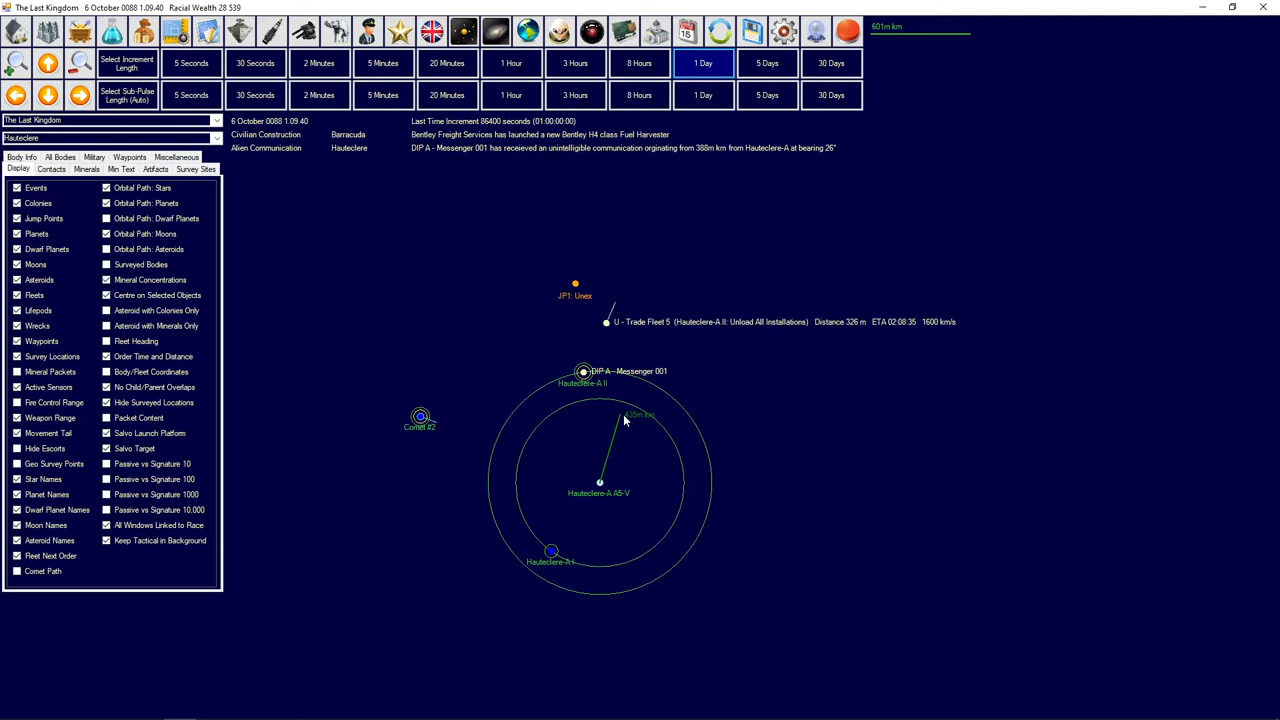 The Last Kingdom   6 October 0088 1.09.40   Racial Wealth 28 539
601m km
Select Increment Length
5 Seconds
30 Seconds
2 Minutes
5 Minutes
20 Minutes
1 Hour
3 Hours
8 Hours
1 Day
5 Days
30 Days
Select Sub-Pulse Length (Auto)
5 Seconds
30 Seconds
2 Minutes
5 Minutes
20 Minutes
1 Hour
3 Hours
8 Hours
1 Day
5 Days
30 Days
The Last Kingdom
Hauteclere
6 October 0088 1.09.40
Last Time Increment 86400 seconds (01:00:00:00)
Civilian Construction
Barracuda
Bentley Freight Services has launched a new Bentley H4 class Fuel Harvester
Alien Communication
Hauteclere
DIP A - Messenger 001 has receieved an unintelligible communication orginating from 388m km from Hauteclere-A at bearing 26°
Body Info
All Bodies
Military
Waypoints
Miscellaneous
Display
Contacts
Minerals
Min Text
Artifacts
Survey Sites
Events
Orbital Path: Stars
Colonies
Orbital Path: Planets
Jump Points
Orbital Path: Dwarf Planets
Planets
Orbital Path: Moons
Dwarf Planets
Orbital Path: Asteroids
Moons
Surveyed Bodies
Asteroids
Mineral Concentrations
Fleets
Centre on Selected Objects
Lifepods
Asteroid with Colonies Only
Wrecks
Asteroid with Minerals Only
Waypoints
Fleet Heading
Survey Locations
Order Time and Distance
Mineral Packets
Body/Fleet Coordinates
Active Sensors
No Child/Parent Overlaps
Fire Control Range
Hide Surveyed Locations
Weapon Range
Packet Content
Movement Tail
Salvo Launch Platform
Hide Escorts
Salvo Target
Geo Survey Points
Passive vs Signature 10
Star Names
Passive vs Signature 100
Planet Names
Passive vs Signature 1000
Dwarf Planet Names
Passive vs Signature 10,000
Moon Names
All Windows Linked to Race
Asteroid Names
Keep Tactical in Background
Fleet Next Order
Comet Path
JP1: Unex
U - Trade Fleet 5  (Hauteclere-A II: Unload All Installations)   Distance 326 m   ETA 02:08:35   1600 km/s
DIP A - Messenger 001
Hauteclere-A II
435m km
Comet #2
Hauteclere-A A5-V
Hauteclere-A I